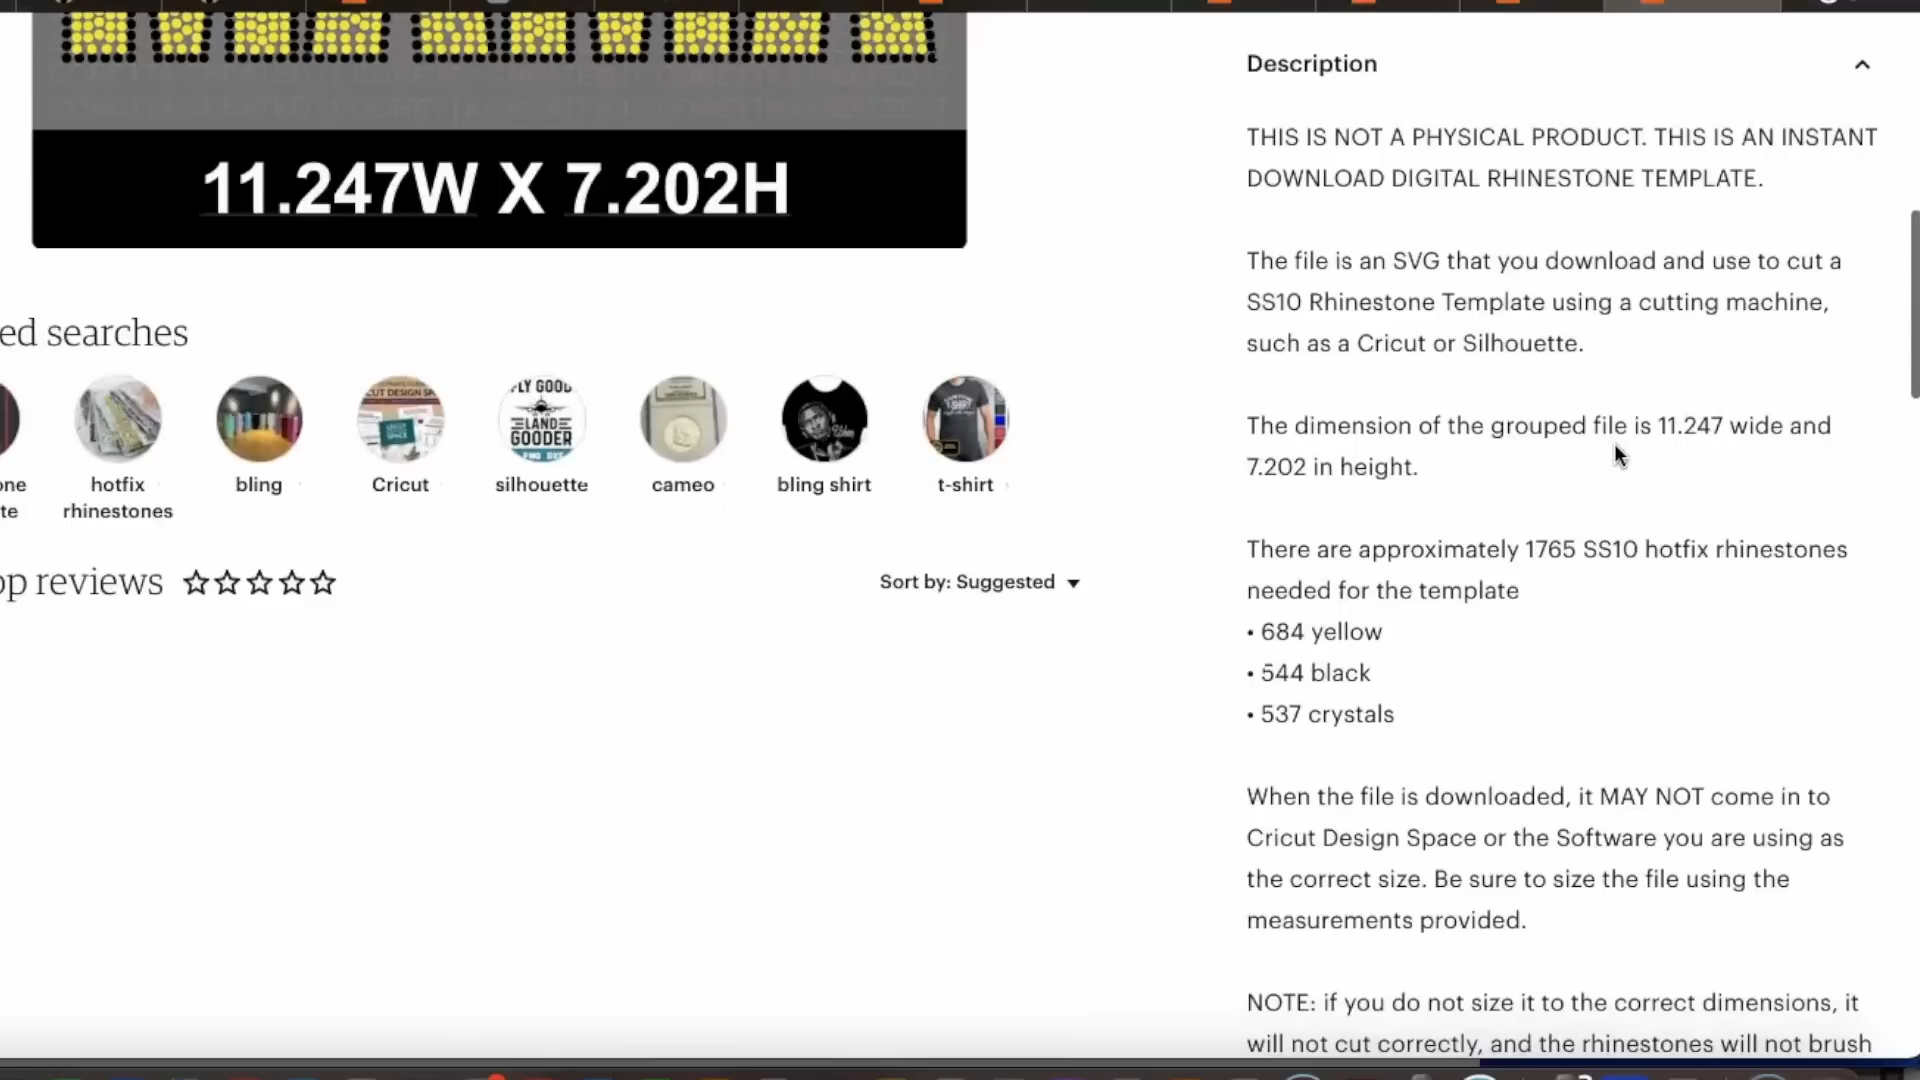 11.247W X 7.202H
ed searches
one
te
hotfix
rhinestones
bling
Cricut
FLY GOOD
LAND
GOODER
silhouette
cameo
bling shirt
t-shirt
op reviews
Sort by: Suggested
Description
THIS IS NOT A PHYSICAL PRODUCT. THIS IS AN INSTANT
DOWNLOAD DIGITAL RHINESTONE TEMPLATE.
The file is an SVG that you download and use to cut a
SS10 Rhinestone Template using a cutting machine,
such as a Cricut or Silhouette.
The dimension of the grouped file is 11.247 wide and
7.202 in height.
There are approximately 1765 SS10 hotfix rhinestones
needed for the template
• 684 yellow
• 544 black
• 537 crystals
When the file is downloaded, it MAY NOT come in to
Cricut Design Space or the Software you are using as
the correct size. Be sure to size the file using the
measurements provided.
NOTE: if you do not size it to the correct dimensions, it
will not cut correctly, and the rhinestones will not brush